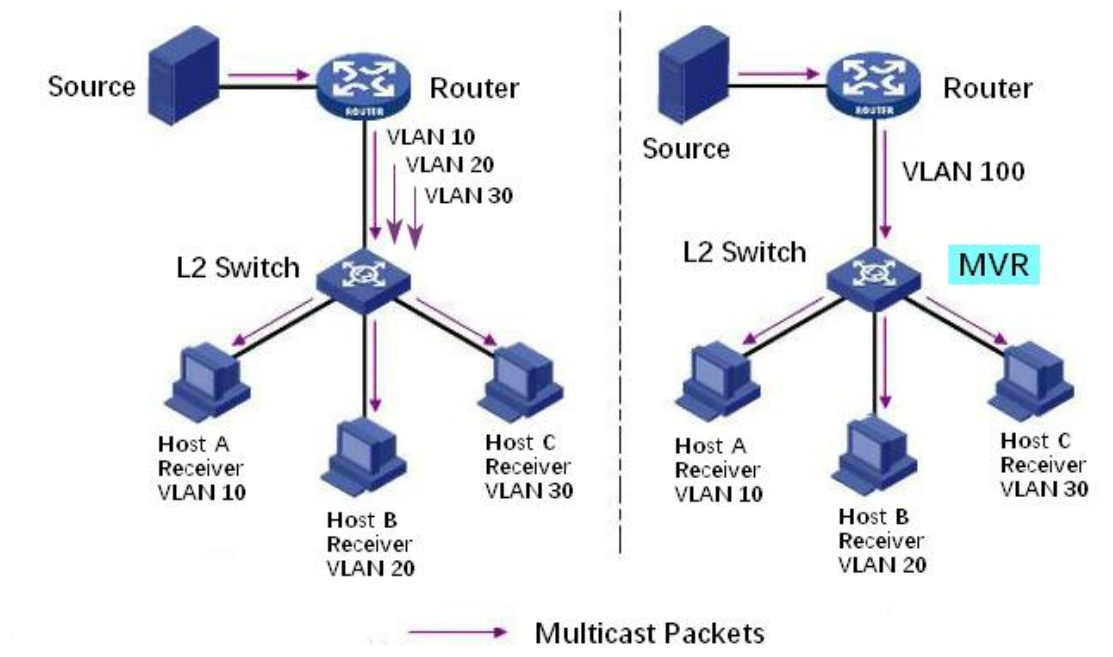 Source
Router
ROUTER
VLAN 10
VLAN 20
VLAN 30
L2 Switch
Host A
Receiver
VLAN 10
Host B
Receiver
VLAN 20
Host C
Receiver
VLAN 30
Source
Router
ROUTER
VLAN 100
L2 Switch
MVR
Host A
Receiver
VLAN 10
Host B
Receiver
VLAN 20
Host C
Receiver
VLAN 30
Multicast Packets